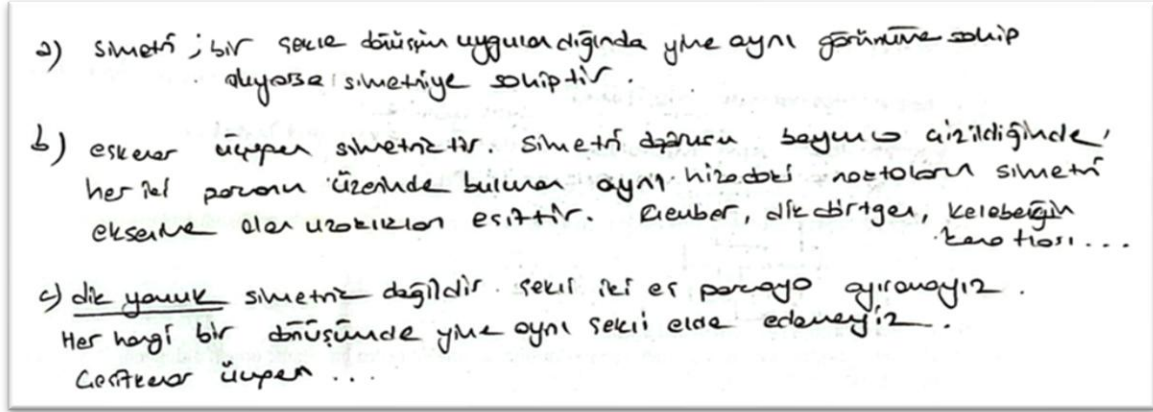 a) Simetri ; bir şekle dönüşüm uygulandığında yine aynı görünüme sahip
oluyorsa simetriye sahiptir.
b) eşkenar üçgen simetriktir. Simetri doğrusu boyunca çizildiğinde,
her iki parçanın üzerinde bulunan aynı hizadaki noktaların simetri
eksenine olan uzaklıkları eşittir. Çember, dikdörtgen, kelebeğin
kanatları ...
c) dik yamuk simetrik değildir. Şekil iki eş parçaya ayıramayız.
Her hangi bir dönüşümde yine aynı şekli elde edemeyiz.
Çeşitkenar üçgen ...